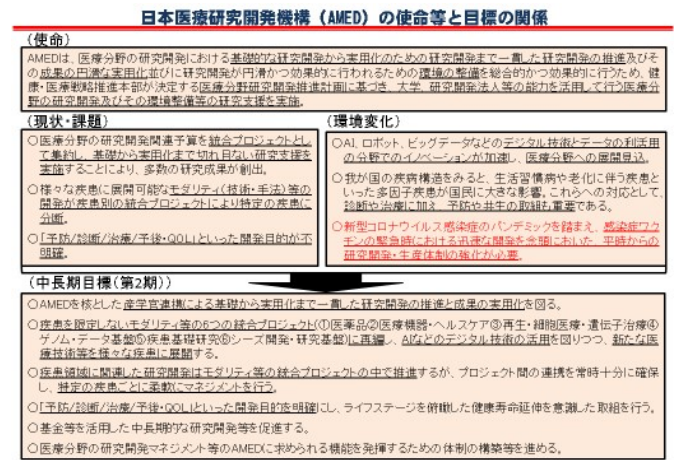 日本医療研究開発機構（AMED）の使命等と目標の関係
（使命）
AMEDは、医療分野の研究開発における基礎的な研究開発から実用化のための研究開発まで一貫した研究開発の推進及びそ
の成果の円滑な実用化並びに研究開発が円滑かつ効果的に行われるための環境の整備を総合的かつ効果的に行うため、健
康・医療戦略推進本部が決定する医療分野研究開発推進計画に基づき、大学、研究開発法人等の能力を活用して行う医療分
野の研究開発及びその環境整備等の研究支援を実施。
（現状・課題）
○医療分野の研究開発関連予算を統合プロジェクトとし
て集約し、基礎から実用化まで切れ目ない研究支援を
実施することにより、多数の研究成果が創出。
○様々な疾患に展開可能なモダリティ（技術・手法）等の
開発が疾患別の統合プロジェクトにより特定の疾患に
分断。
○「予防/診断/治療/予後・QOL」といった開発目的が不
明確。
（環境変化）
○AI、ロボット、ビッグデータなどのデジタル技術とデータの利活用
の分野でのイノベーションが加速し、医療分野への展開見込。
○我が国の疾病構造をみると、生活習慣病や老化に伴う疾患と
いった多因子疾患が国民に大きな影響。これらへの対応として、
診断や治療に加え、予防や共生の取組も重要である。
○新型コロナウイルス感染症のパンデミックを踏まえ、感染症ワク
チンの緊急時における迅速な開発を念頭においた、平時からの
研究開発・生産体制の強化が必要。
（中長期目標（第2期））
○AMEDを核とした産学官連携による基礎から実用化まで一貫した研究開発の推進と成果の実用化を図る。
○疾患を限定しないモダリティ等の6つの統合プロジェクト（①医薬品②医療機器・ヘルスケア③再生・細胞医療・遺伝子治療④
ゲノム・データ基盤⑤疾患基礎研究⑥シーズ開発・研究基盤）に再編し、AIなどのデジタル技術の活用を図りつつ、新たな医
療技術等を様々な疾患に展開する。
○疾患領域に関連した研究開発はモダリティ等の統合プロジェクトの中で推進するが、プロジェクト間の連携を常時十分に確保
し、特定の疾患ごとに柔軟にマネジメントを行う。
○「予防/診断/治療/予後・QOL」といった開発目的を明確にし、ライフステージを俯瞰した健康寿命延伸を意識した取組を行う。
○基金等を活用した中長期的な研究開発等を促進する。
○医療分野の研究開発マネジメント等のAMEDに求められる機能を発揮するための体制の構築等を進める。